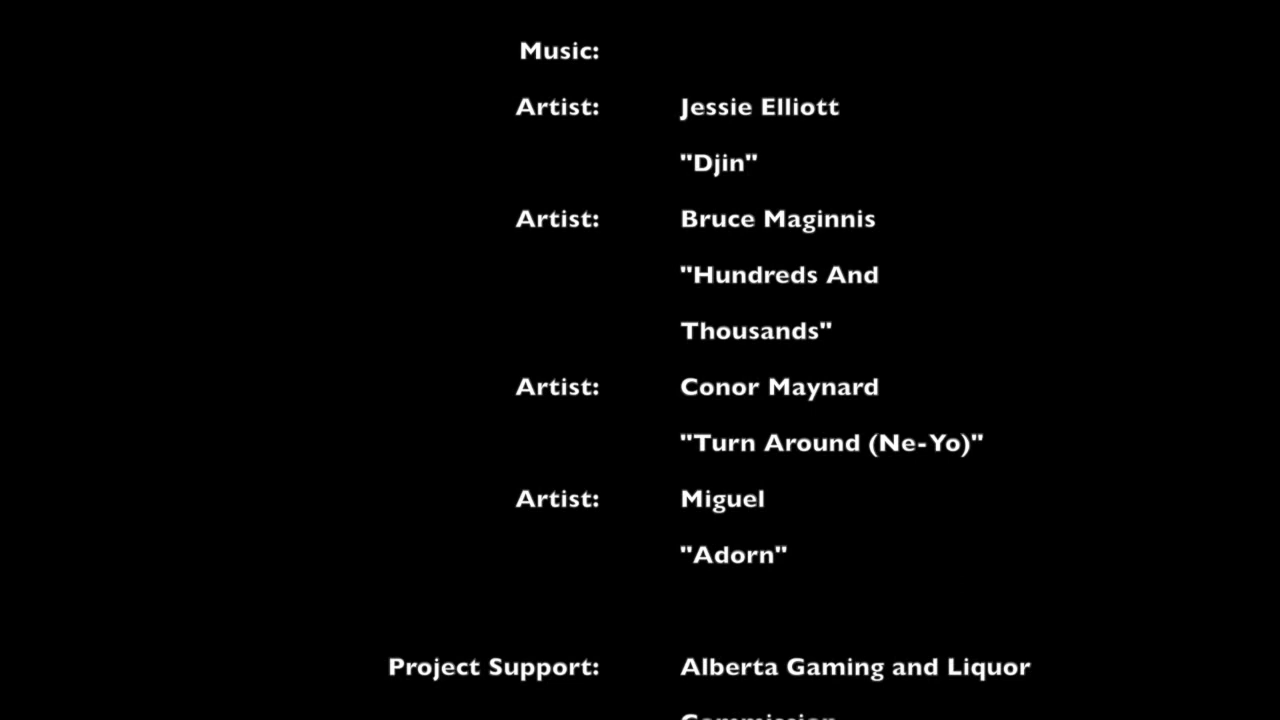 Music:
Artist: Jessie Elliott
"Djin"
Artist: Bruce Maginnis
"Hundreds And
Thousands"
Artist: Conor Maynard
"Turn Around (Ne-Yo)"
Artist: Miguel
"Adorn"
Project Support: Alberta Gaming and Liquor
Commission